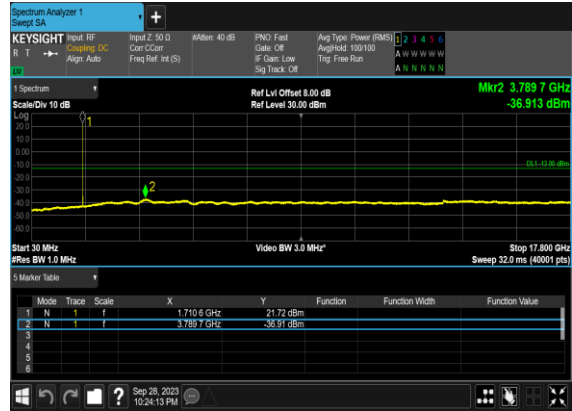 Spectrum Analyzer 1
Swept SA
+
KEYSIGHT Input: RF Input Z: 50 Ω #Atten: 40 dB PNO: Fast Avg Type: Power (RMS) 1 2 3 4 5 6
R T Coupling: DC Corr CCorr Gate: Off Avg|Hold: 100/100 A W W W W W
Align: Auto Freq Ref: Int (S) IF Gain: Low Trig: Free Run
Sig Track: Off A N N N N N
1 Spectrum Ref Lvl Offset 8.00 dB Mkr2 3.789 7 GHz
Scale/Div 10 dB Ref Level 30.00 dBm -36.913 dBm
Log
1
20.0
10.0
0.00
-10.0
DL1 -13.00 dBm
-20.0
2
-30.0
-40.0
-50.0
-60.0
Start 30 MHz Video BW 3.0 MHz* Stop 17.800 GHz
#Res BW 1.0 MHz Sweep 32.0 ms (40001 pts)
5 Marker Table
Mode Trace Scale X Y Function Function Width Function Value
1 N 1 f 1.710 6 GHz 21.72 dBm
2 N 1 f 3.789 7 GHz -36.91 dBm
3
4
5
6
? Sep 28, 2023
10:24:13 PM